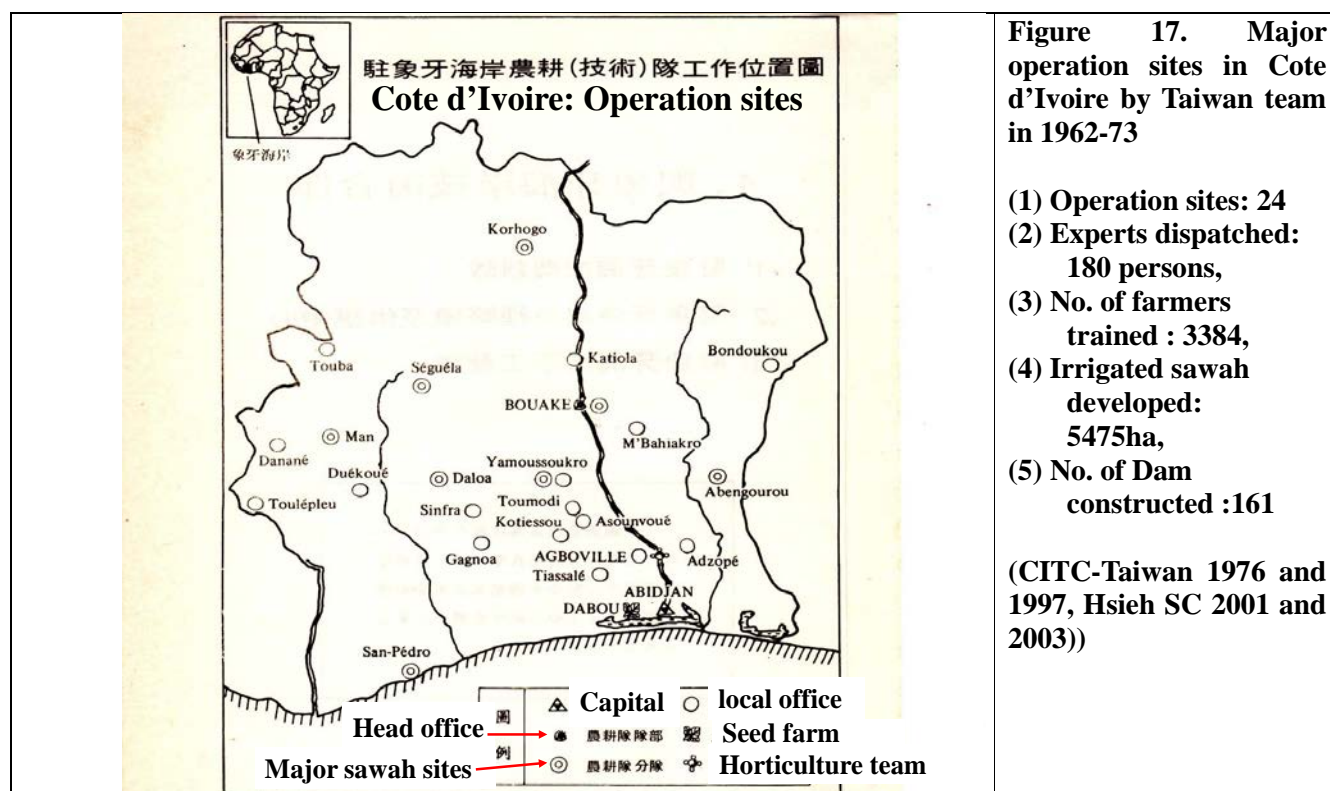 駐象牙海岸農耕(技術)隊工作位置圖
Cote d'Ivoire: Operation sites
象牙海岸
Korhogo
Touba
Séguéla
Katiola
Bondoukou
BOUAKE
M'Bahiakro
Man
Danané
Duékoué
Daloa
Yamoussoukro
Abengourou
Toulépleu
Sinfra
Toumodi
Kotiessou
Asounvoué
Gagnoa
AGBOVILLE
Adzopé
Tiassalé
ABIDJAN
DABOU
San-Pédro
圖例
Capital
local office
Head office
農耕隊隊部
Seed farm
Major sawah sites
農耕隊分隊
Horticulture team
Figure 17. Major
operation sites in Cote
d'Ivoire by Taiwan team
in 1962-73
(1) Operation sites: 24
(2) Experts dispatched:
180 persons,
(3) No. of farmers
trained : 3384,
(4) Irrigated sawah
developed:
5475ha,
(5) No. of Dam
constructed :161
(CITC-Taiwan 1976 and
1997, Hsieh SC 2001 and
2003))